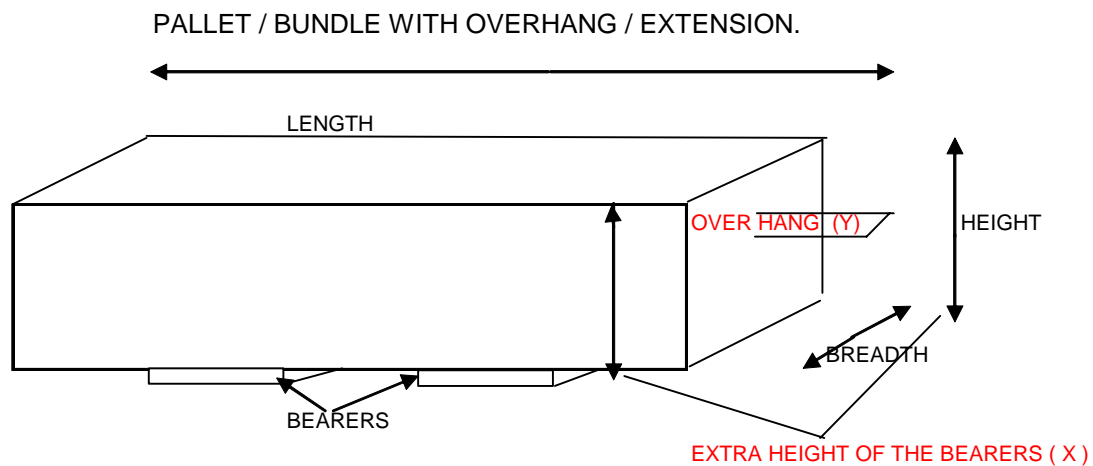 PALLET / BUNDLE WITH OVERHANG / EXTENSION.
LENGTH
OVER HANG (Y)
HEIGHT
BREADTH
BEARERS
EXTRA HEIGHT OF THE BEARERS ( X )